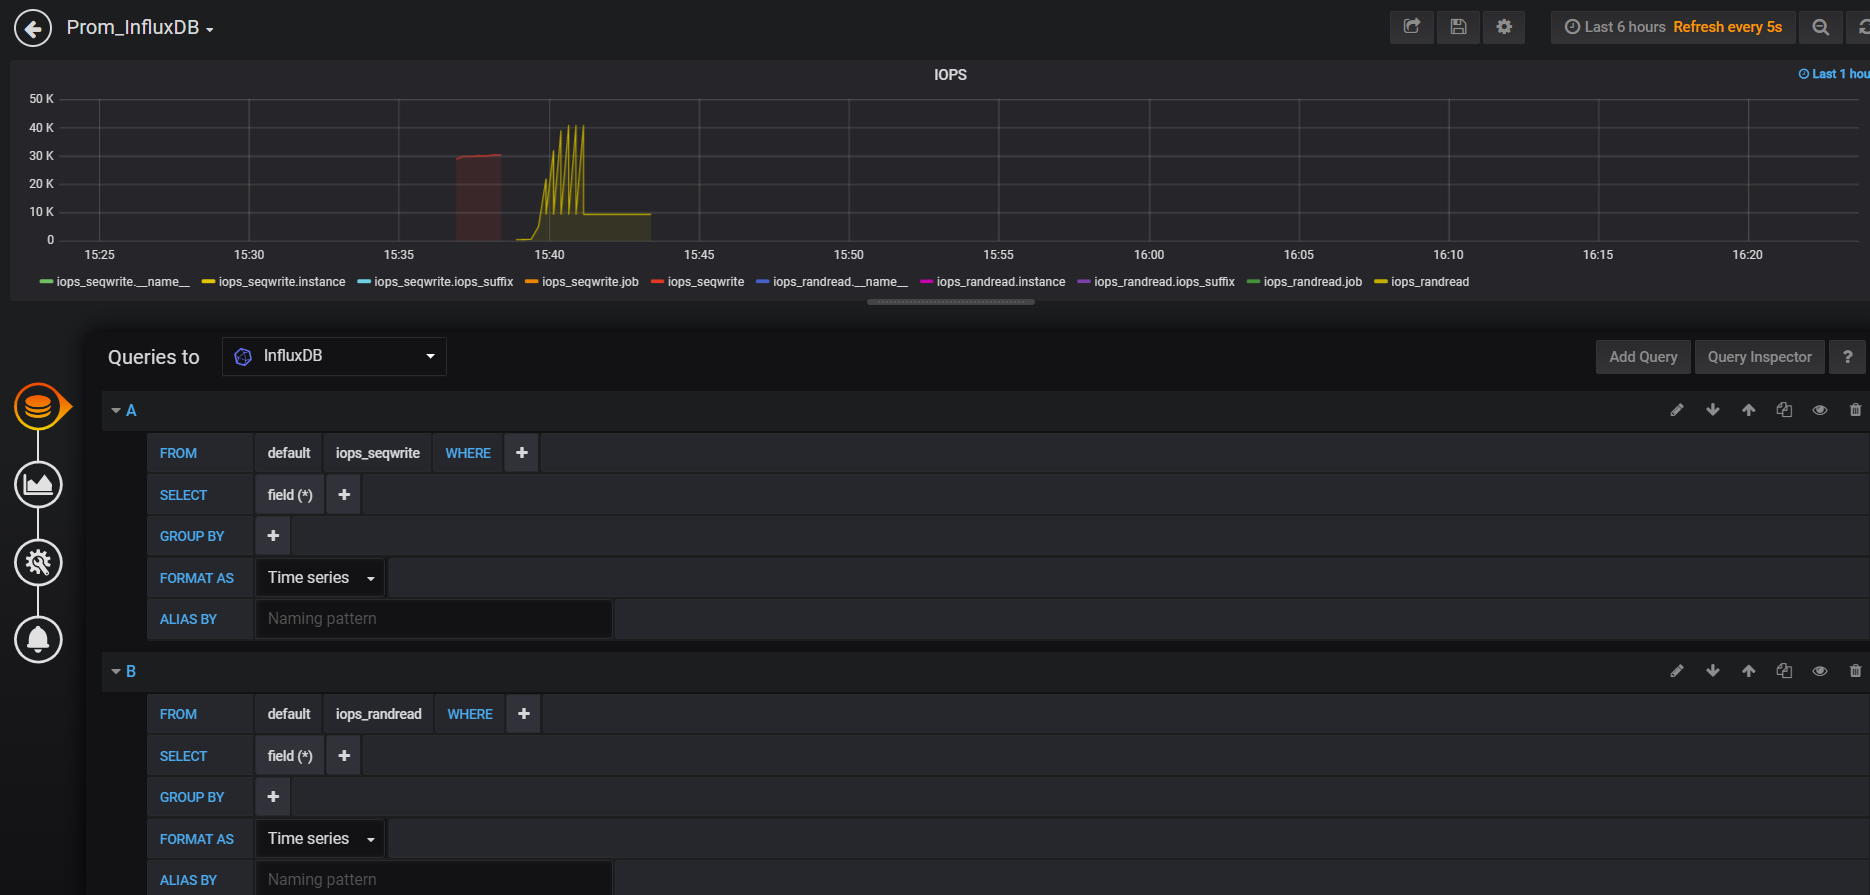 Prom_InfluxDB
Last 6 hours Refresh every 5s
IOPS
Last 1 hou
50 K
40 K
30 K
20 K
10 K
0
15:25 15:30 15:35 15:40 15:45 15:50 15:55 16:00 16:05 16:10 16:15 16:20
iops_seqwrite.__name__ iops_seqwrite.instance iops_seqwrite.iops_suffix iops_seqwrite.job iops_seqwrite iops_randread.__name__ iops_randread.instance iops_randread.iops_suffix iops_randread.job iops_randread
Queries to InfluxDB Add Query Query Inspector ?
A
FROM default iops_seqwrite WHERE +
SELECT field (*) +
GROUP BY +
FORMAT AS Time series
ALIAS BY Naming pattern
B
FROM default iops_randread WHERE +
SELECT field (*) +
GROUP BY +
FORMAT AS Time series
ALIAS BY Naming pattern